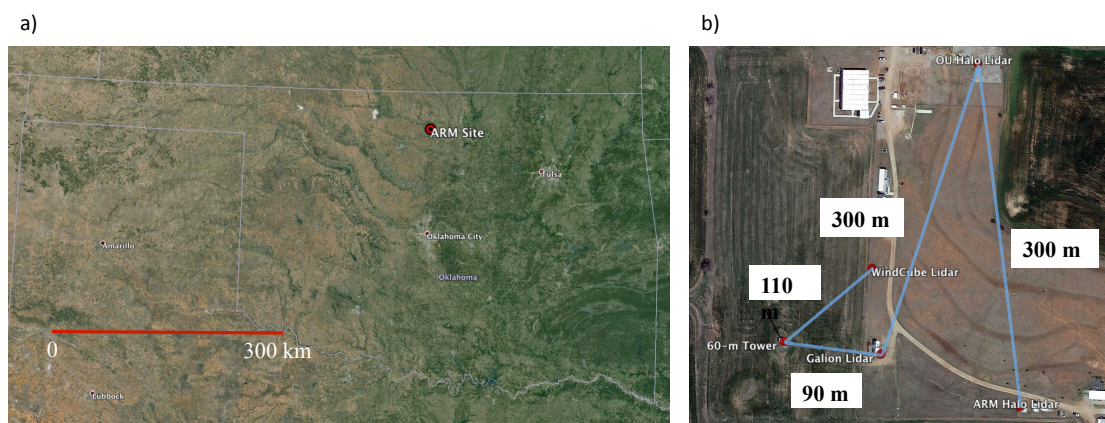 a)
ARM Site
Tulsa
Oklahoma City
Amarillo
Oklahoma
0
300 km
Lubbock
b)
OU Halo Lidar
300 m
300 m
WindCube Lidar
110
m
60-m Tower
Galion Lidar
90 m
ARM Halo Lidar